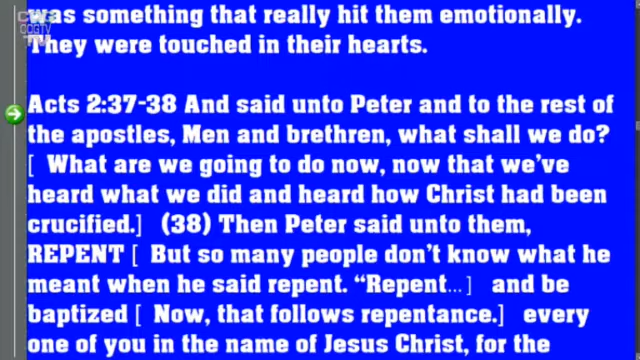 was something that really hit them emotionally.
They were touched in their hearts.
Acts 2:37-38 And said unto Peter and to the rest of
the apostles, Men and brethren, what shall we do?
[ What are we going to do now, now that we've
heard what we did and heard how Christ had been
crucified.] (38) Then Peter said unto them,
REPENT [ But so many people don't know what he
meant when he said repent. “Repent...] and be
baptized [ Now, that follows repentance.] every
one of you in the name of Jesus Christ, for the